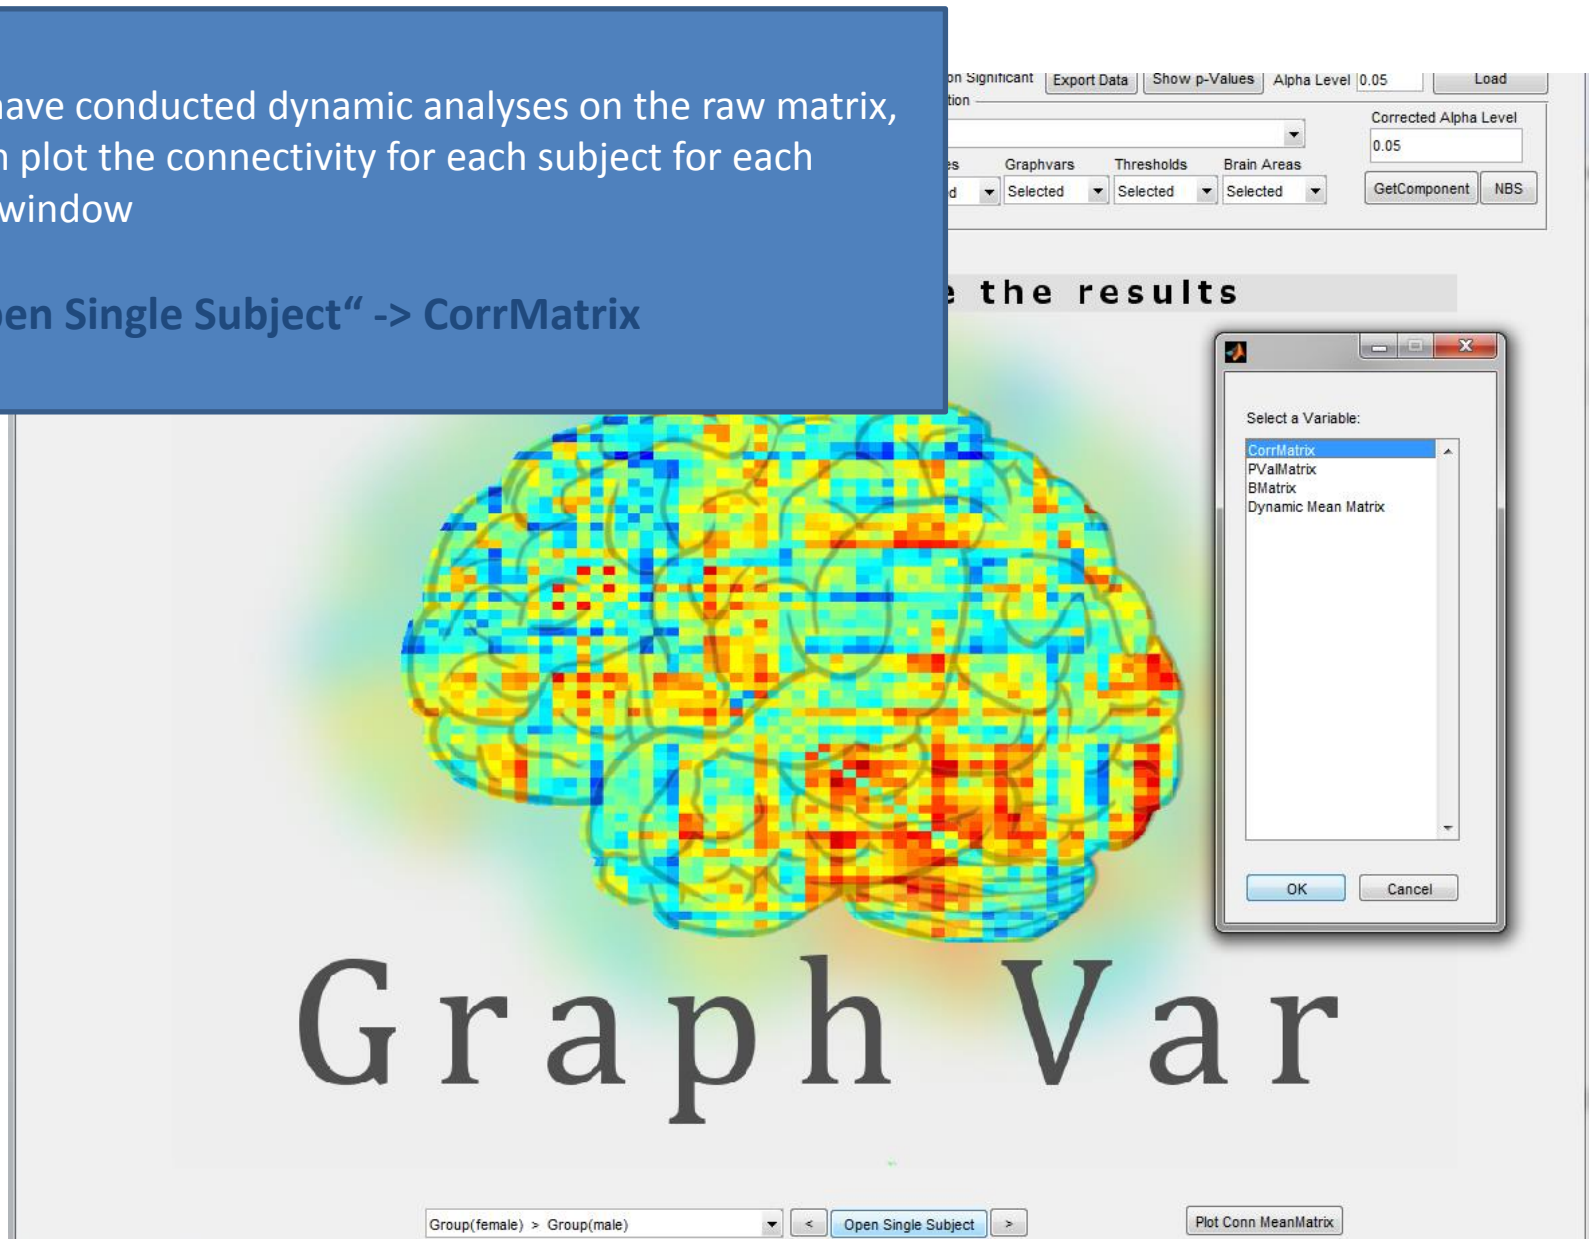 have conducted dynamic analyses on the raw matrix,
plot the connectivity for each subject for each
window
Single Subject“ -> CorrMatrix
Significant Export Data Show p-Values Alpha Level 0.05 Load
Corrected Alpha Level
0.05
Graphvars Thresholds Brain Areas
Selected Selected Selected GetComponent NBS
the results
Select a Variable:
CorrMatrix
PValMatrix
BMatrix
Dynamic Mean Matrix
OK Cancel
Graph Var
Group(female) > Group(male) < Open Single Subject > Plot Conn MeanMatrix